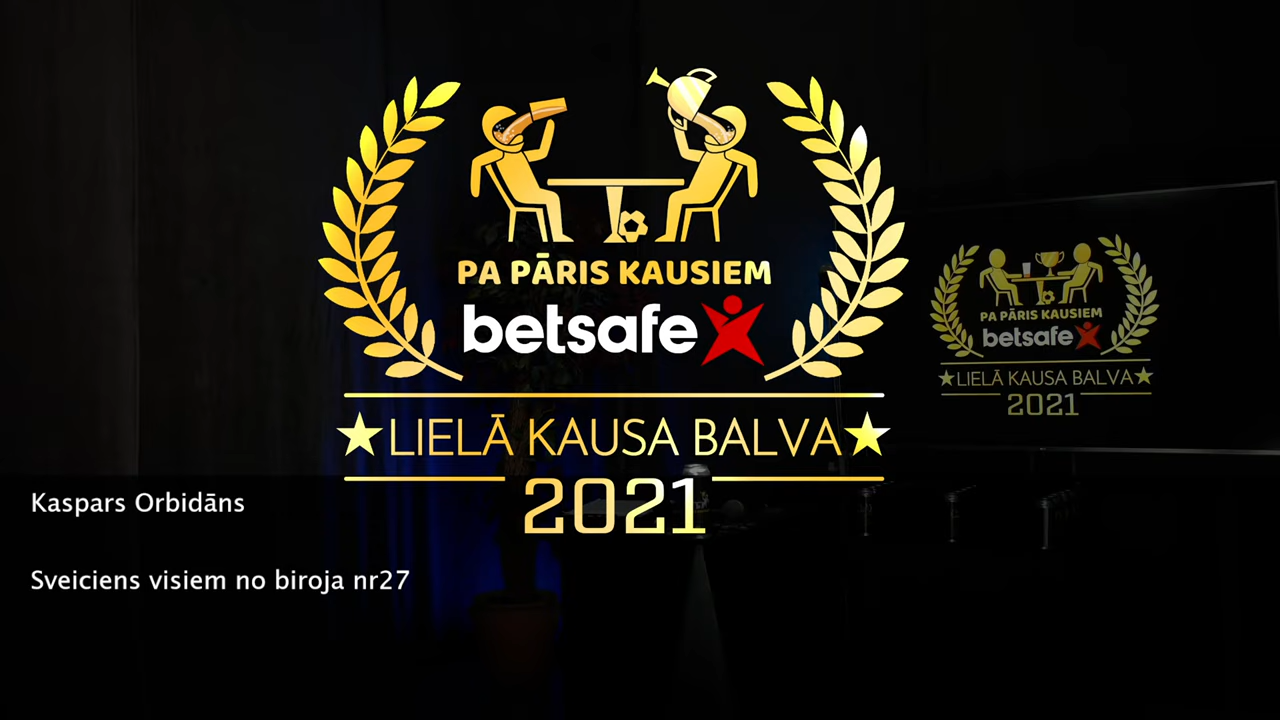 PA PĀRIS KAUSIEM
betsafe
LIELĀ KAUSA BALVA
2021
PA PĀRIS KAUSIEM
betsafe
LIELĀ KAUSA BALVA
2021
Kaspars Orbidāns
Sveiciens visiem no biroja nr27